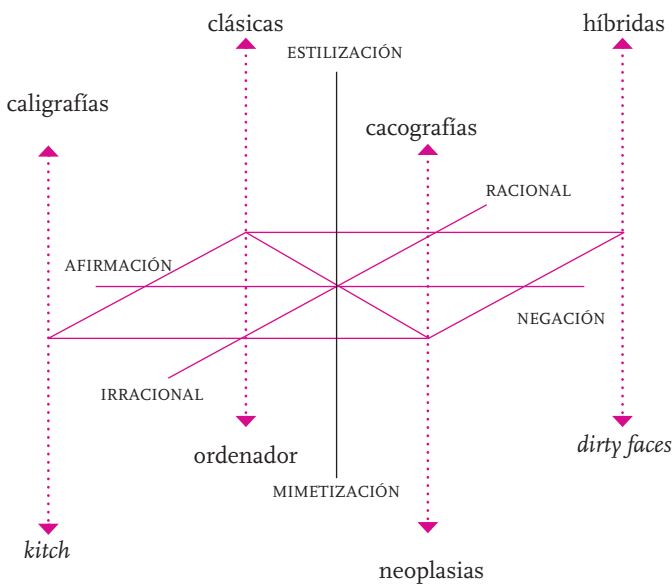 clásicas
híbridas
ESTILIZACIÓN
caligrafías
cacografías
RACIONAL
AFIRMACIÓN
NEGACIÓN
IRRACIONAL
ordenador
dirty faces
MIMETIZACIÓN
kitch
neoplasias